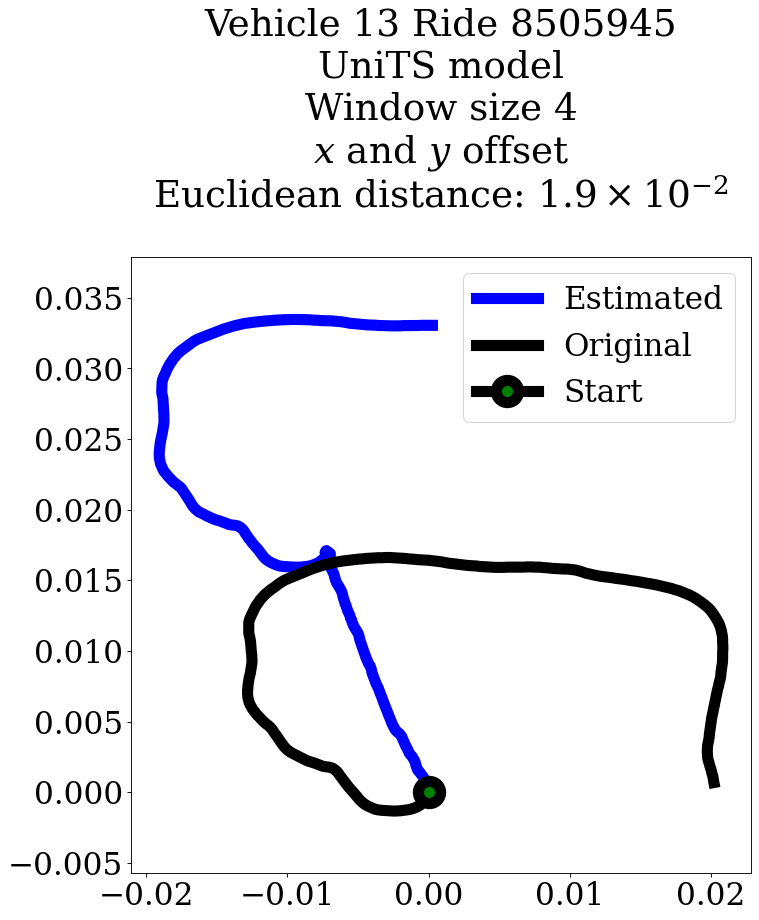 Vehicle 13 Ride 8505945
UniTS model
Window size 4
x and y offset
Euclidean distance: 1.9 × 10⁻²
Estimated
Original
Start
0.035
0.030
0.025
0.020
0.015
0.010
0.005
0.000
−0.005
−0.02 −0.01 0.00 0.01 0.02